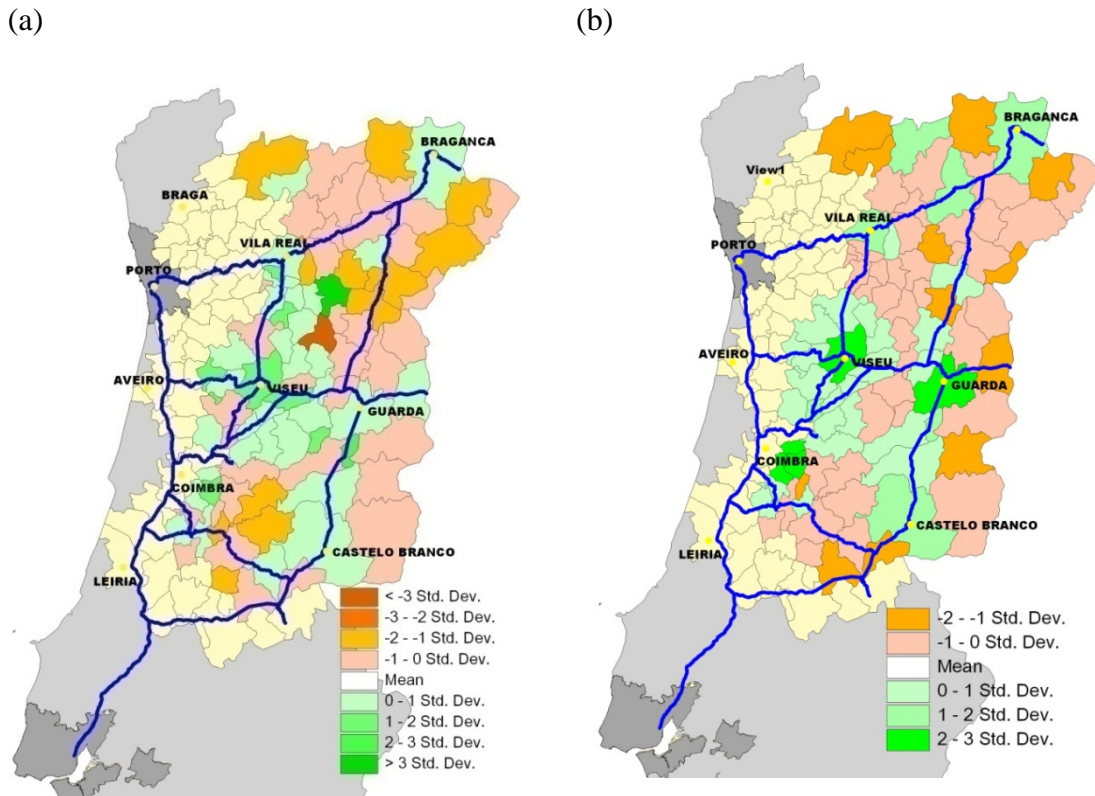 (a)
(b)
BRAGANCA
BRAGA
VILA REAL
PORTO
AVEIRO
VISEU
GUARDA
COIMBRA
CASTELO BRANCO
LEIRIA
< -3 Std. Dev.
-3 - -2 Std. Dev.
-2 - -1 Std. Dev.
-1 - 0 Std. Dev.
Mean
0 - 1 Std. Dev.
1 - 2 Std. Dev.
2 - 3 Std. Dev.
> 3 Std. Dev.
BRAGANCA
View1
VILA REAL
PORTO
AVEIRO
VISEU
GUARDA
COIMBRA
CASTELO BRANCO
LEIRIA
-2 - -1 Std. Dev.
-1 - 0 Std. Dev.
Mean
0 - 1 Std. Dev.
1 - 2 Std. Dev.
2 - 3 Std. Dev.